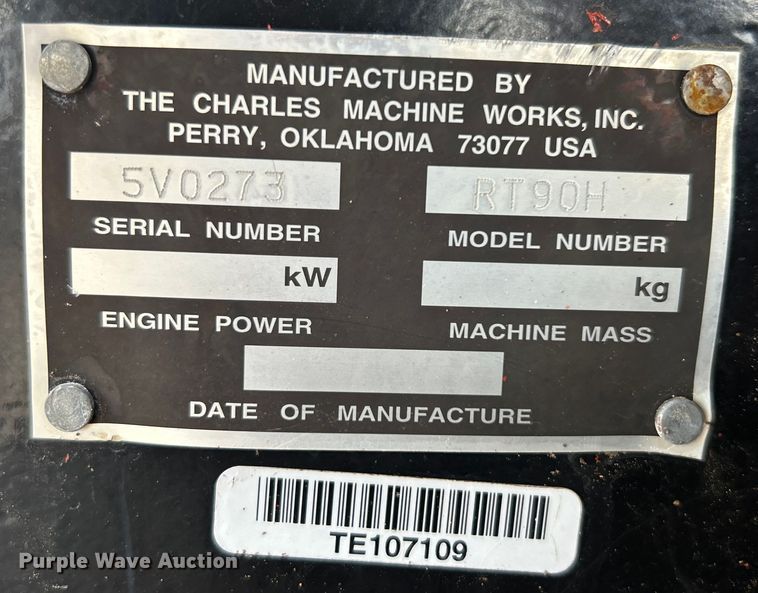 MANUFACTURED BY
THE CHARLES MACHINE WORKS, INC.
PERRY, OKLAHOMA 73077 USA
5V0273 RT90H
SERIAL NUMBER MODEL NUMBER
kW kg
ENGINE POWER MACHINE MASS
DATE OF MANUFACTURE
TE107109
Purple Wave Auction